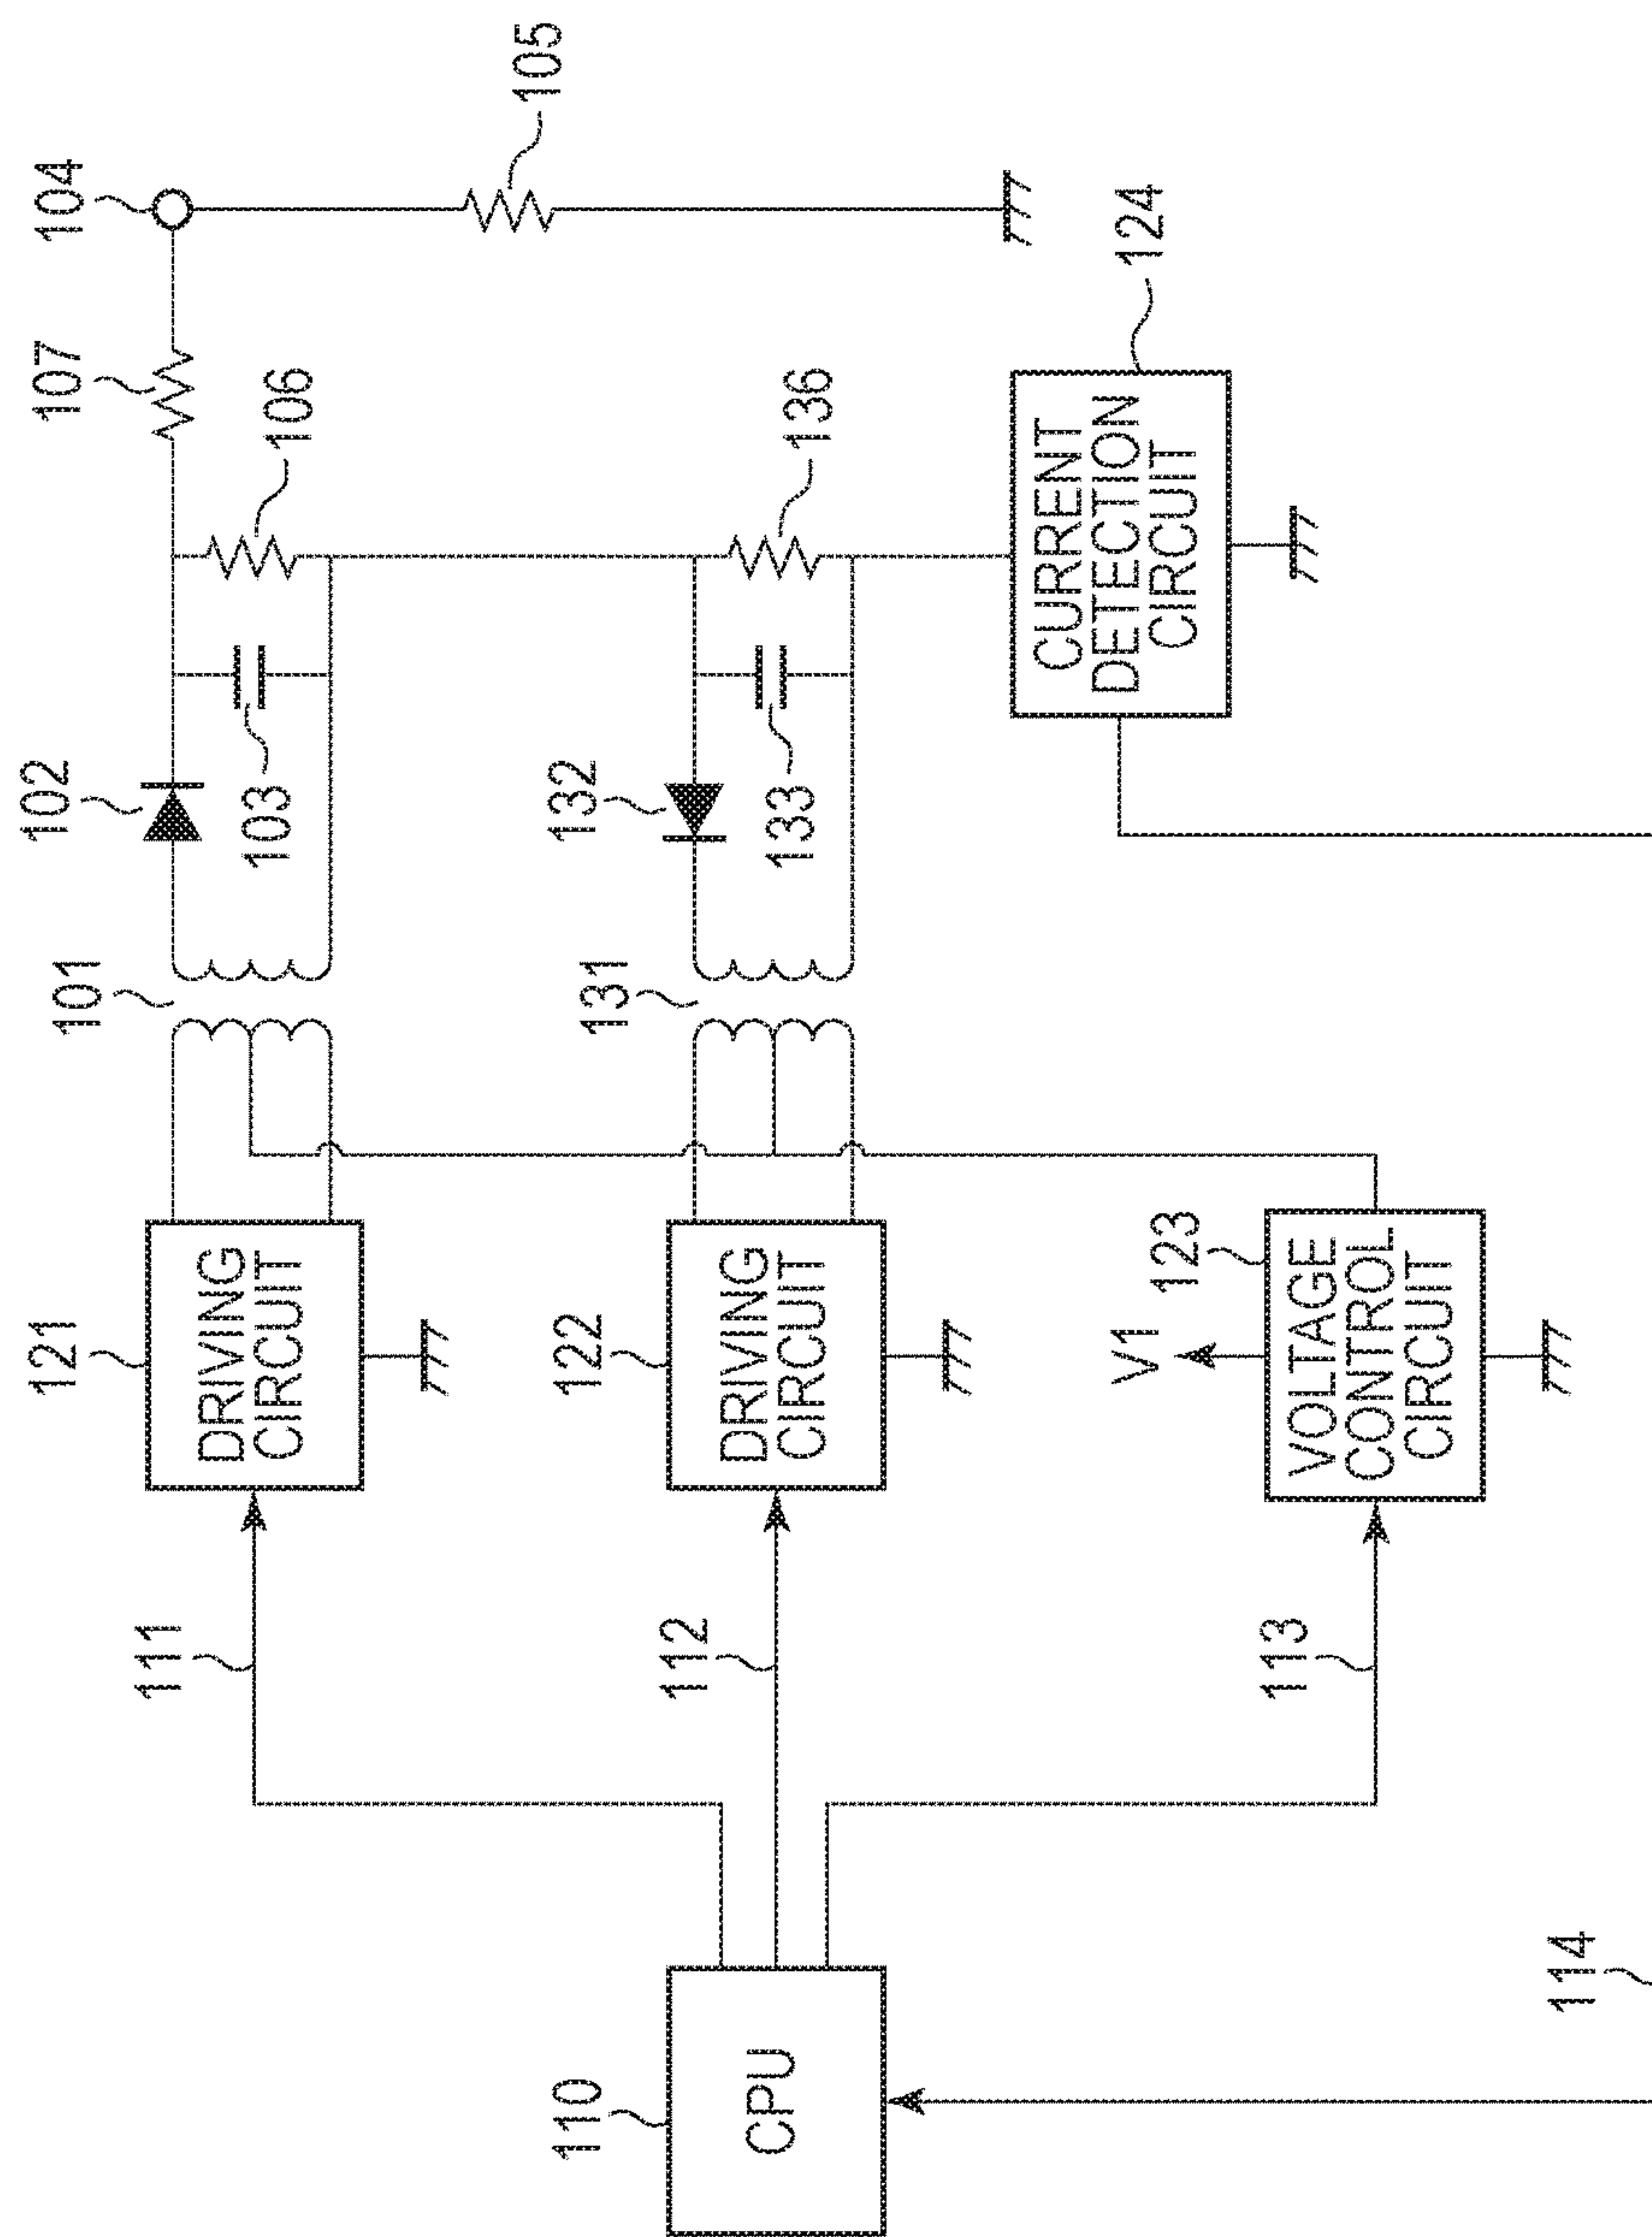 110
CPU
111
112
113
114
121
DRIVING
CIRCUIT
122
DRIVING
CIRCUIT
V1
123
VOLTAGE
CONTROL
CIRCUIT
101
131
102
103
132
133
107
106
136
104
105
124
CURRENT
DETECTION
CIRCUIT